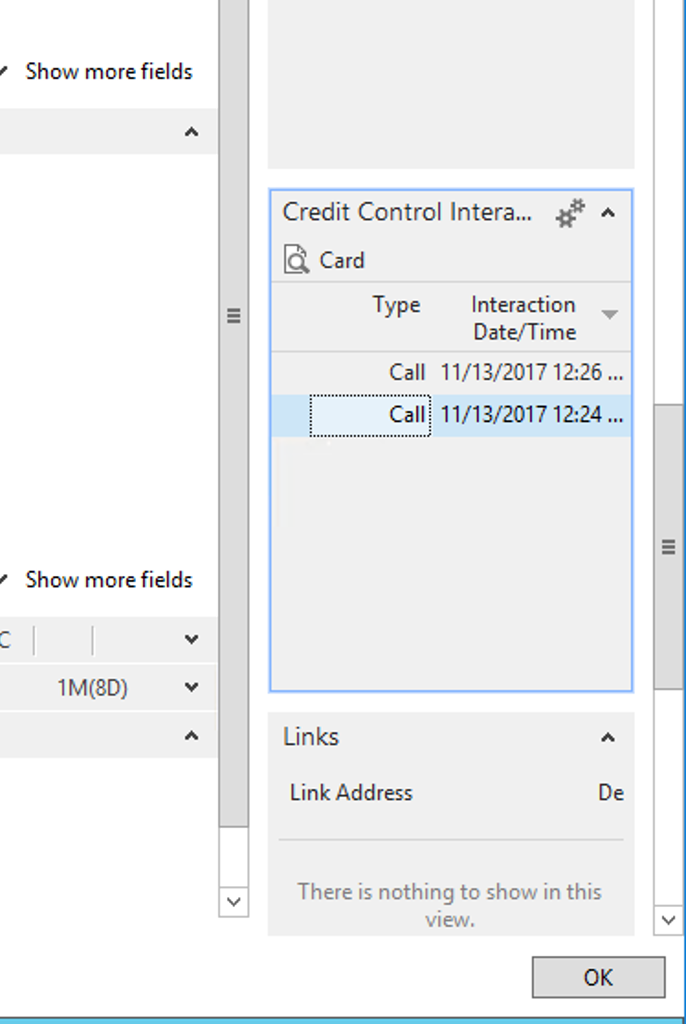 Show more fields
Credit Control Intera...
Card
Type Interaction Date/Time
Call 11/13/2017 12:26 ...
Call 11/13/2017 12:24 ...
Show more fields
C
1M(8D)
Links
Link Address De
There is nothing to show in this
view.
OK